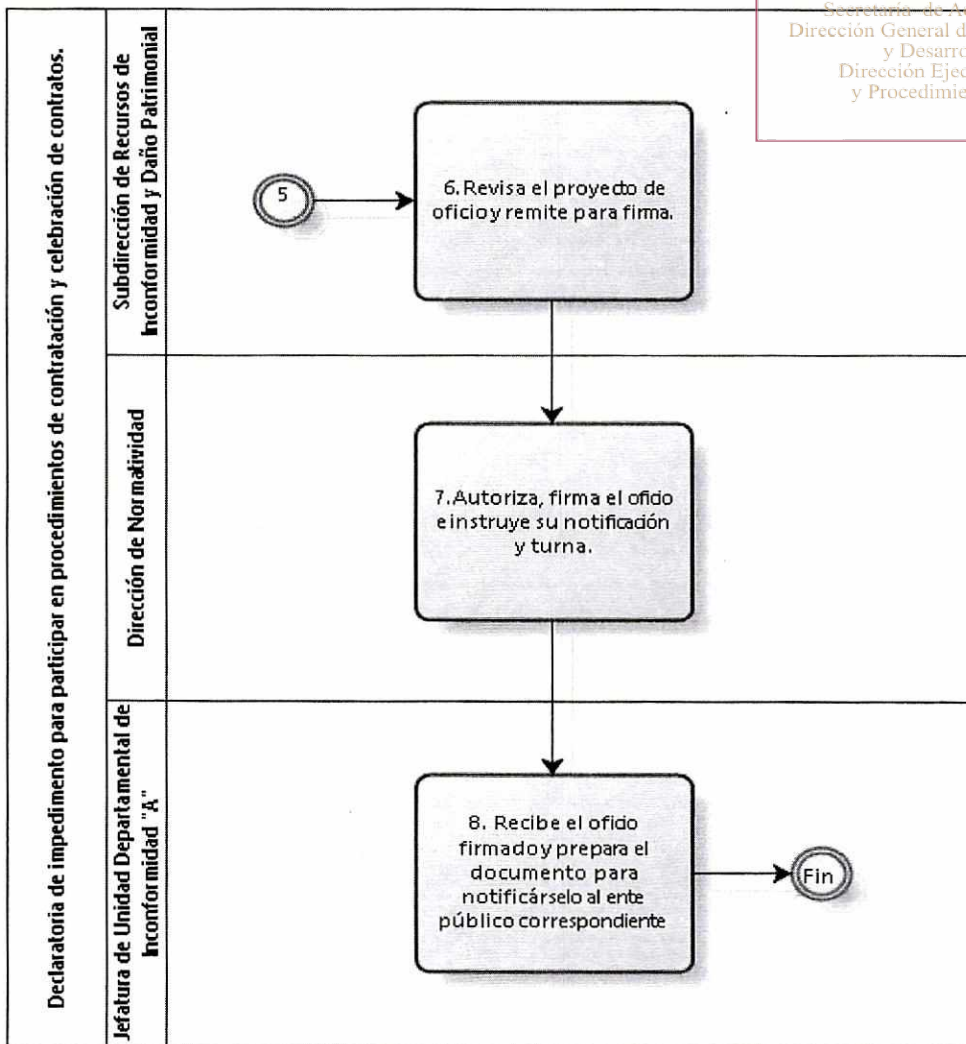 Secretaria de A
Dirección General d
y Desarro
Dirección Ejec
y Procedimie
Declaratoria de impedimento para participar en procedimientos de contratación y celebración de contratos.
Subdirección de Recursos de
Inconformidad y Daño Patrimonial
5
6. Revisa el proyecto de
oficio y remite para firma.
Dirección de Normatividad
7. Autoriza, firma el oficio
e instruye su notificación
y turna.
Jefatura de Unidad Departamental de
Inconformidad "A"
8. Recibe el oficio
firmado y prepara el
documento para
notificárselo al ente
público correspondiente
Fin